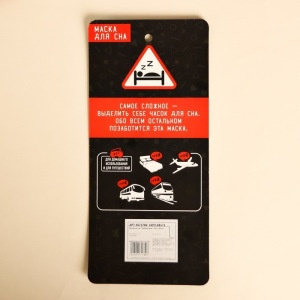 МАСКА
ДЛЯ СНА
Z Z
САМОЕ СЛОЖНОЕ —
ВЫДЕЛИТЬ СЕБЕ ЧАСОК ДЛЯ СНА.
ОБО ВСЕМ ОСТАЛЬНОМ
ПОЗАБОТИТСЯ ЭТА МАСКА.
ДЛЯ ДОМАШНЕГО
ИСПОЛЬЗОВАНИЯ
И ДЛЯ ПУТЕШЕСТВИЙ